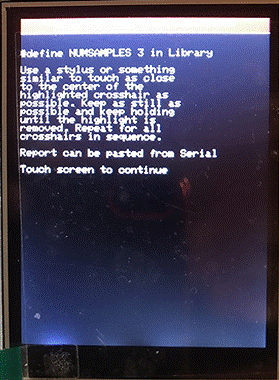 #define NUMSAMPLES 3 in Library
Use a stylus or something
similar to touch as close
to the center of the
highlighted crosshair as
possible. Keep as still as
possible and keep holding
until the highlight is
removed. Repeat for all
crosshairs in sequence.
Report can be pasted from Serial
Touch screen to continue